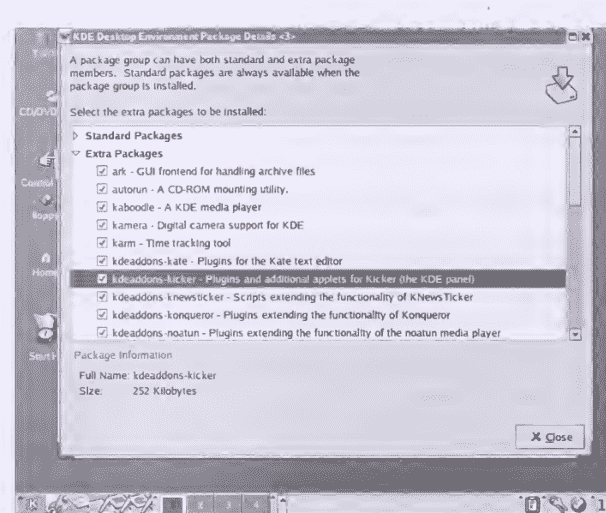 KDE Desktop Environment Package Details <3>
A package group can have both standard and extra package
members. Standard packages are always available when the
package group is installed.
Select the extra packages to be installed:
Standard Packages
Extra Packages
ark - GUI frontend for handling archive files
autorun - A CD-ROM mounting utility.
kaboodle - A KDE media player
kamera - Digital camera support for KDE
karm - Time tracking tool
kdeaddons-kate - Plugins for the Kate text editor
kdeaddons-kicker - Plugins and additional applets for Kicker (the KDE panel)
kdeaddons-knewsticker - Scripts extending the functionality of KNewsTicker
kdeaddons-konqueror - Plugins extending the functionality of Konqueror
kdeaddons-noatun - Plugins extending the functionality of the noatun media player
Package Information
Full Name: kdeaddons-kicker
Size: 252 Kilobytes
Close
CD/DVD
Control
Home
Start
1
2
3
4